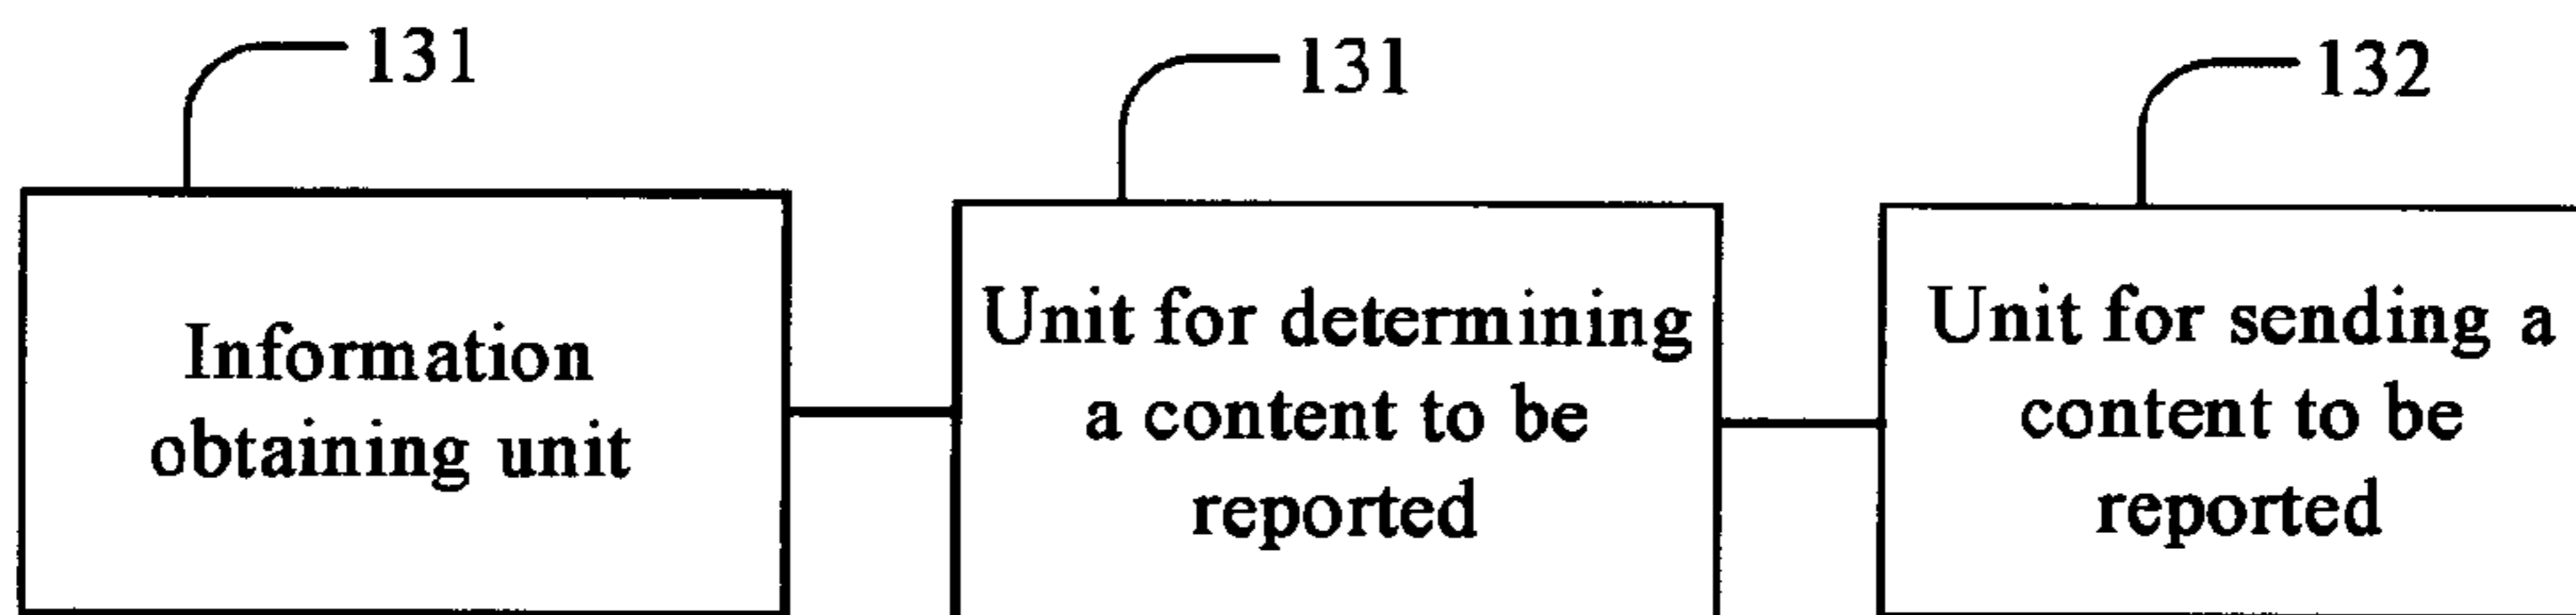 131
131
132
Information
obtaining unit
Unit for determining
a content to be
reported
Unit for sending a
content to be
reported